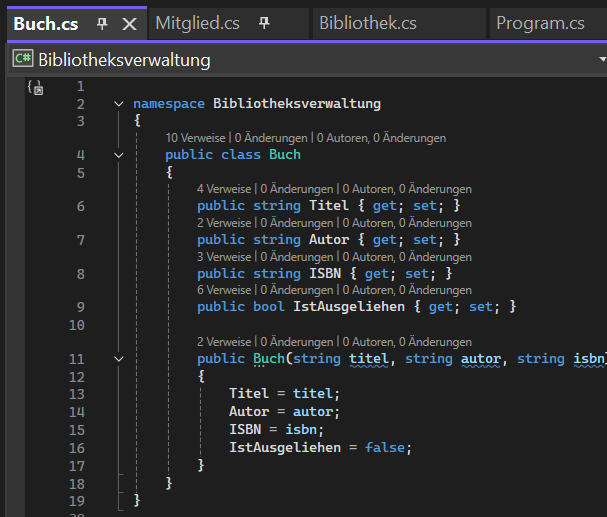 Buch.cs Mitglied.cs Bibliothek.cs Program.cs
C# Bibliotheksverwaltung
1
2 namespace Bibliotheksverwaltung
3 {
10 Verweise | 0 Änderungen | 0 Autoren, 0 Änderungen
4 public class Buch
5 {
4 Verweise | 0 Änderungen | 0 Autoren, 0 Änderungen
6 public string Titel { get; set; }
2 Verweise | 0 Änderungen | 0 Autoren, 0 Änderungen
7 public string Autor { get; set; }
3 Verweise | 0 Änderungen | 0 Autoren, 0 Änderungen
8 public string ISBN { get; set; }
6 Verweise | 0 Änderungen | 0 Autoren, 0 Änderungen
9 public bool IstAusgeliehen { get; set; }
10
2 Verweise | 0 Änderungen | 0 Autoren, 0 Änderungen
11 public Buch(string titel, string autor, string isbn)
12 {
13 Titel = titel;
14 Autor = autor;
15 ISBN = isbn;
16 IstAusgeliehen = false;
17 }
18 }
19 }